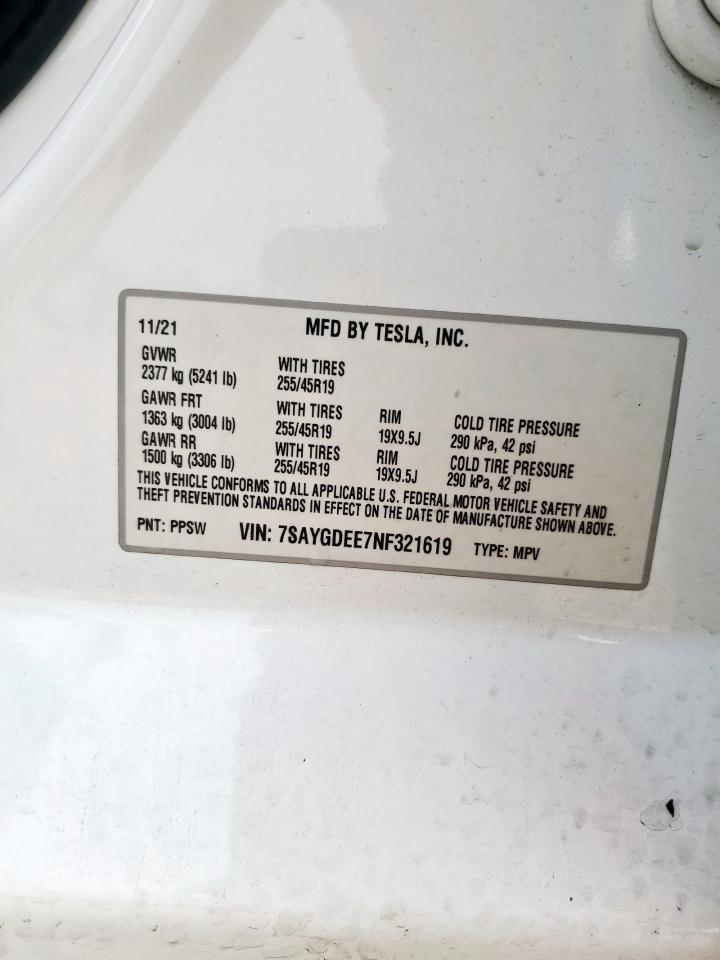 11/21 MFD BY TESLA, INC.
GVWR
2377 kg (5241 lb) WITH TIRES 255/45R19
GAWR FRT
1363 kg (3004 lb) WITH TIRES 255/45R19 RIM 19X9.5J COLD TIRE PRESSURE 290 kPa, 42 psi
GAWR RR
1500 kg (3306 lb) WITH TIRES 255/45R19 RIM 19X9.5J COLD TIRE PRESSURE 290 kPa, 42 psi
THIS VEHICLE CONFORMS TO ALL APPLICABLE U.S. FEDERAL MOTOR VEHICLE SAFETY AND
THEFT PREVENTION STANDARDS IN EFFECT ON THE DATE OF MANUFACTURE SHOWN ABOVE.
PNT: PPSW VIN: 7SAYGDEE7NF321619 TYPE: MPV